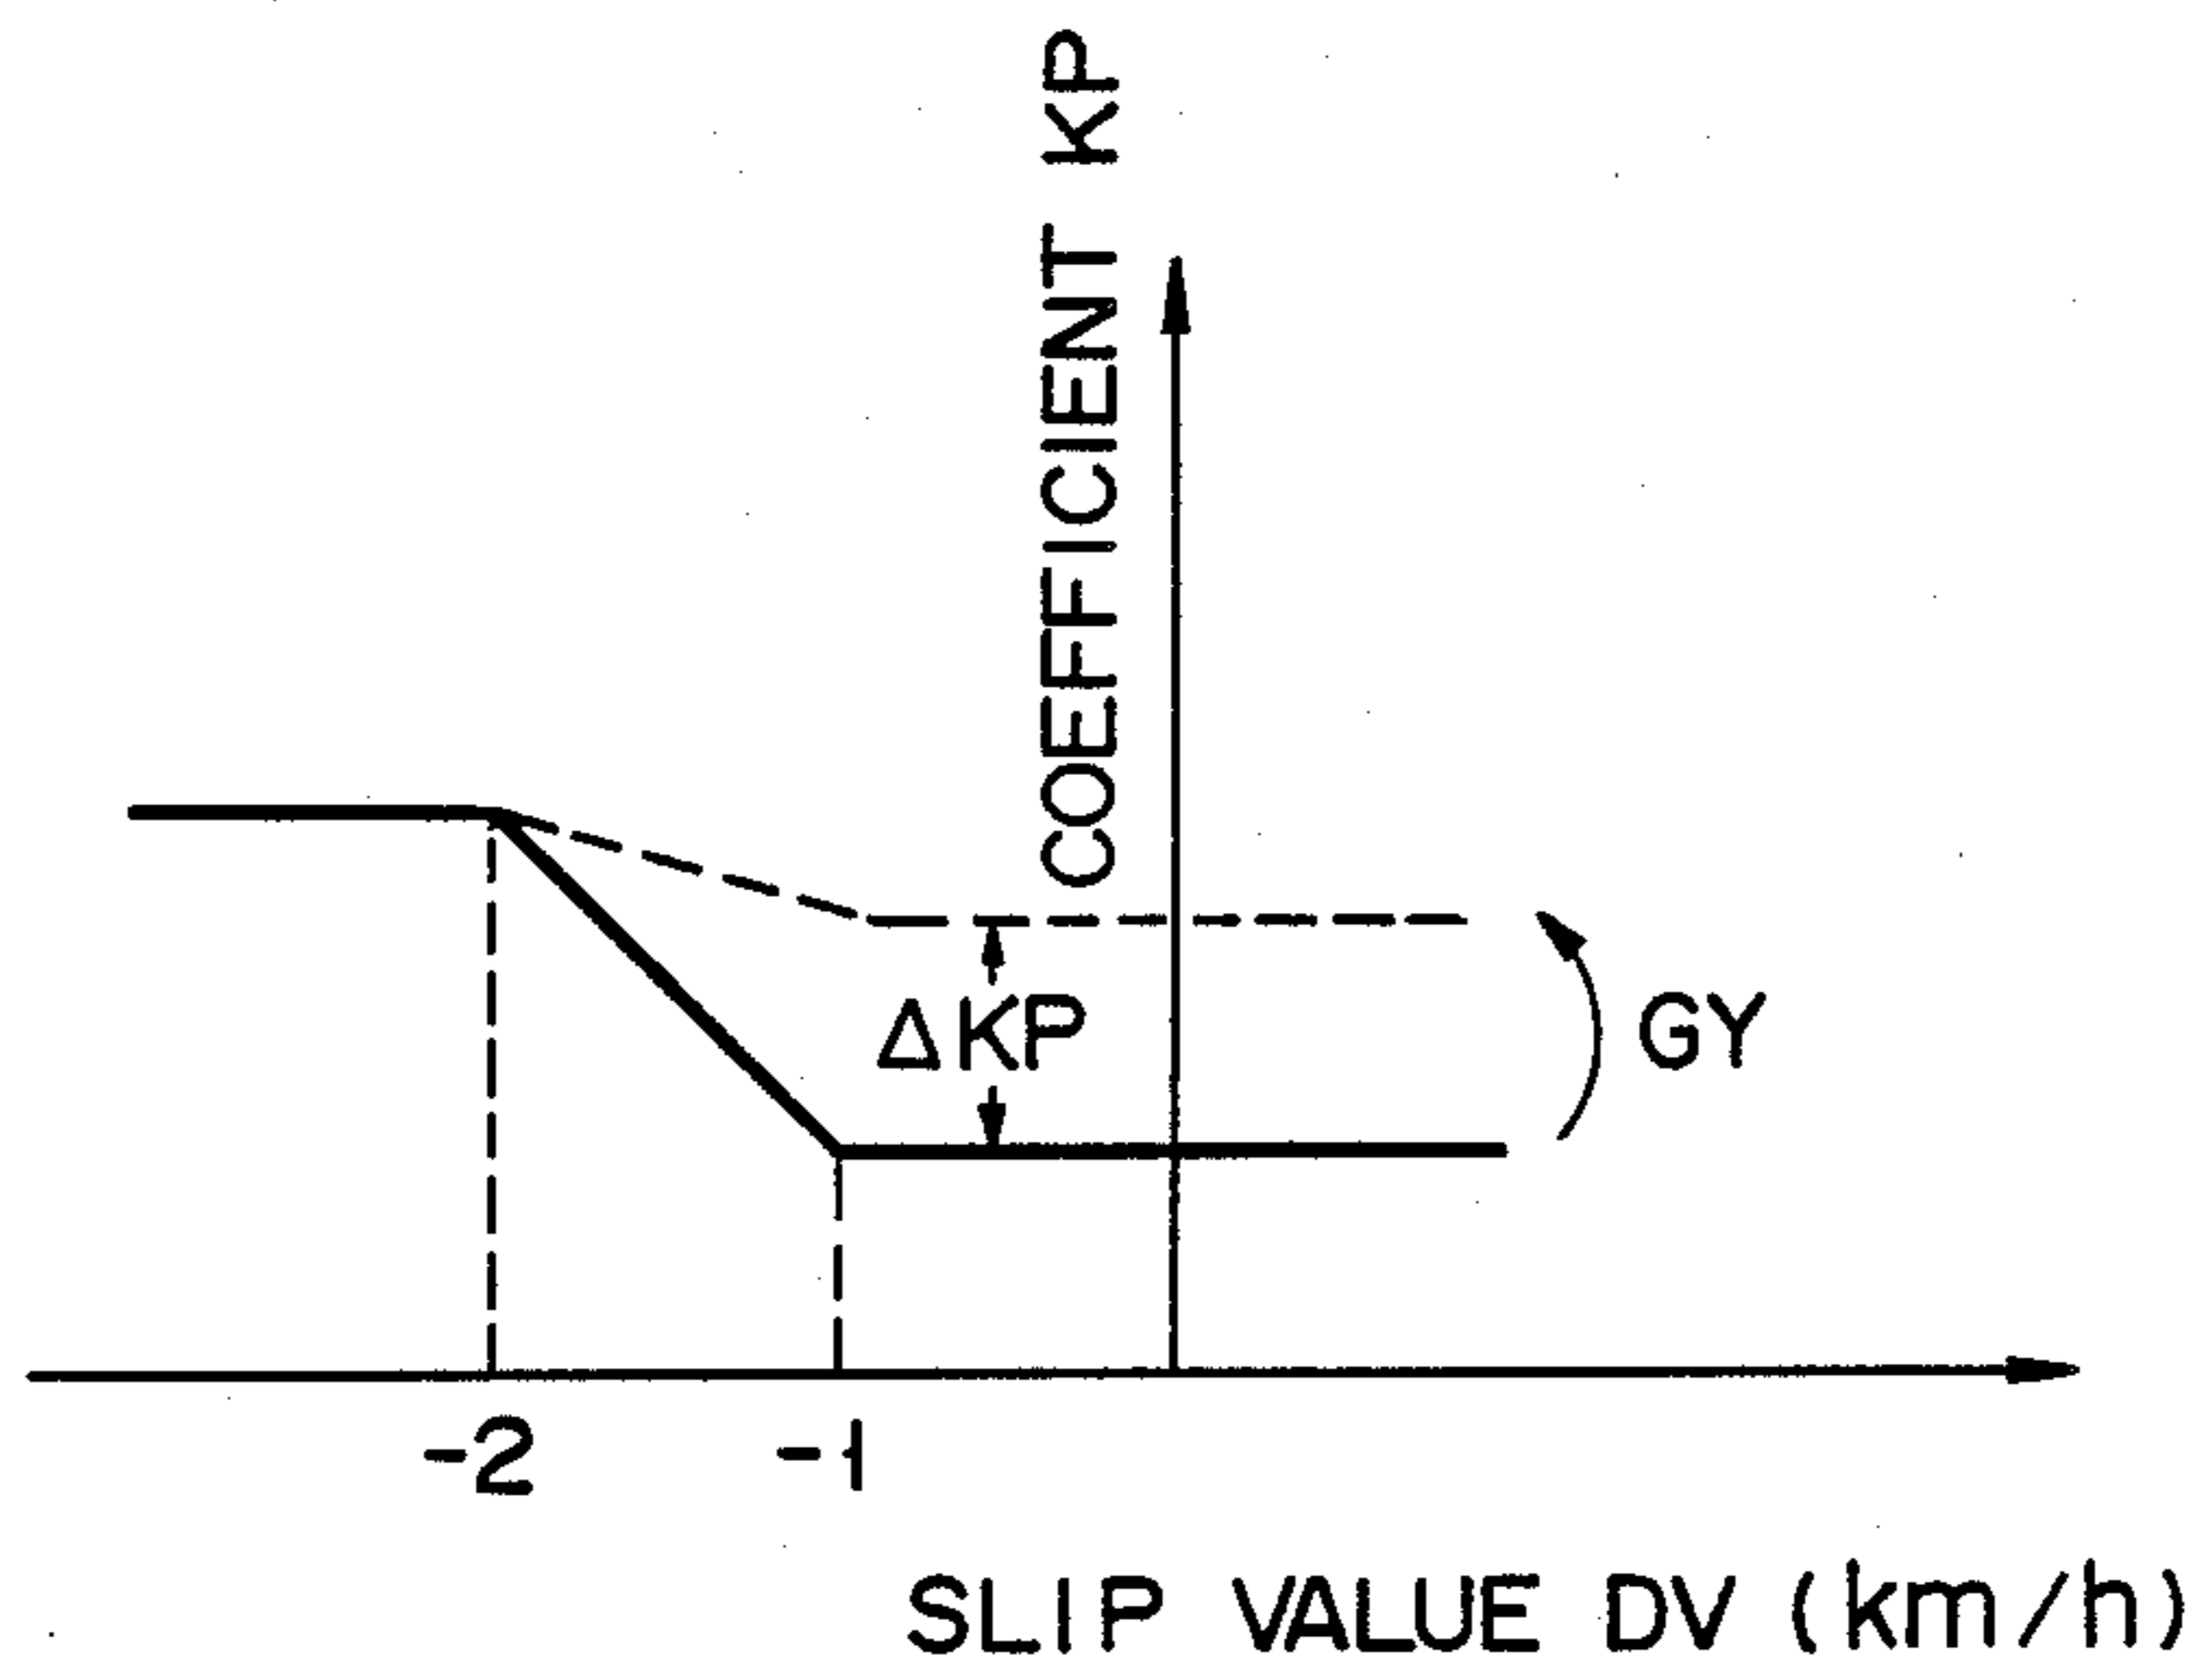 COEFFICIENT KP
ΔKP
GY
-2
-1
SLIP VALUE DV (km/h)